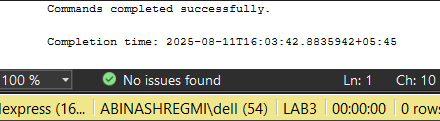 Commands completed successfully.
Completion time: 2025-08-11T16:03:42.8835942+05:45
100 % No issues found Ln: 1 Ch: 10
lexpress (16... ABINASHREGMI\dell (54) LAB3 00:00:00 0 rows